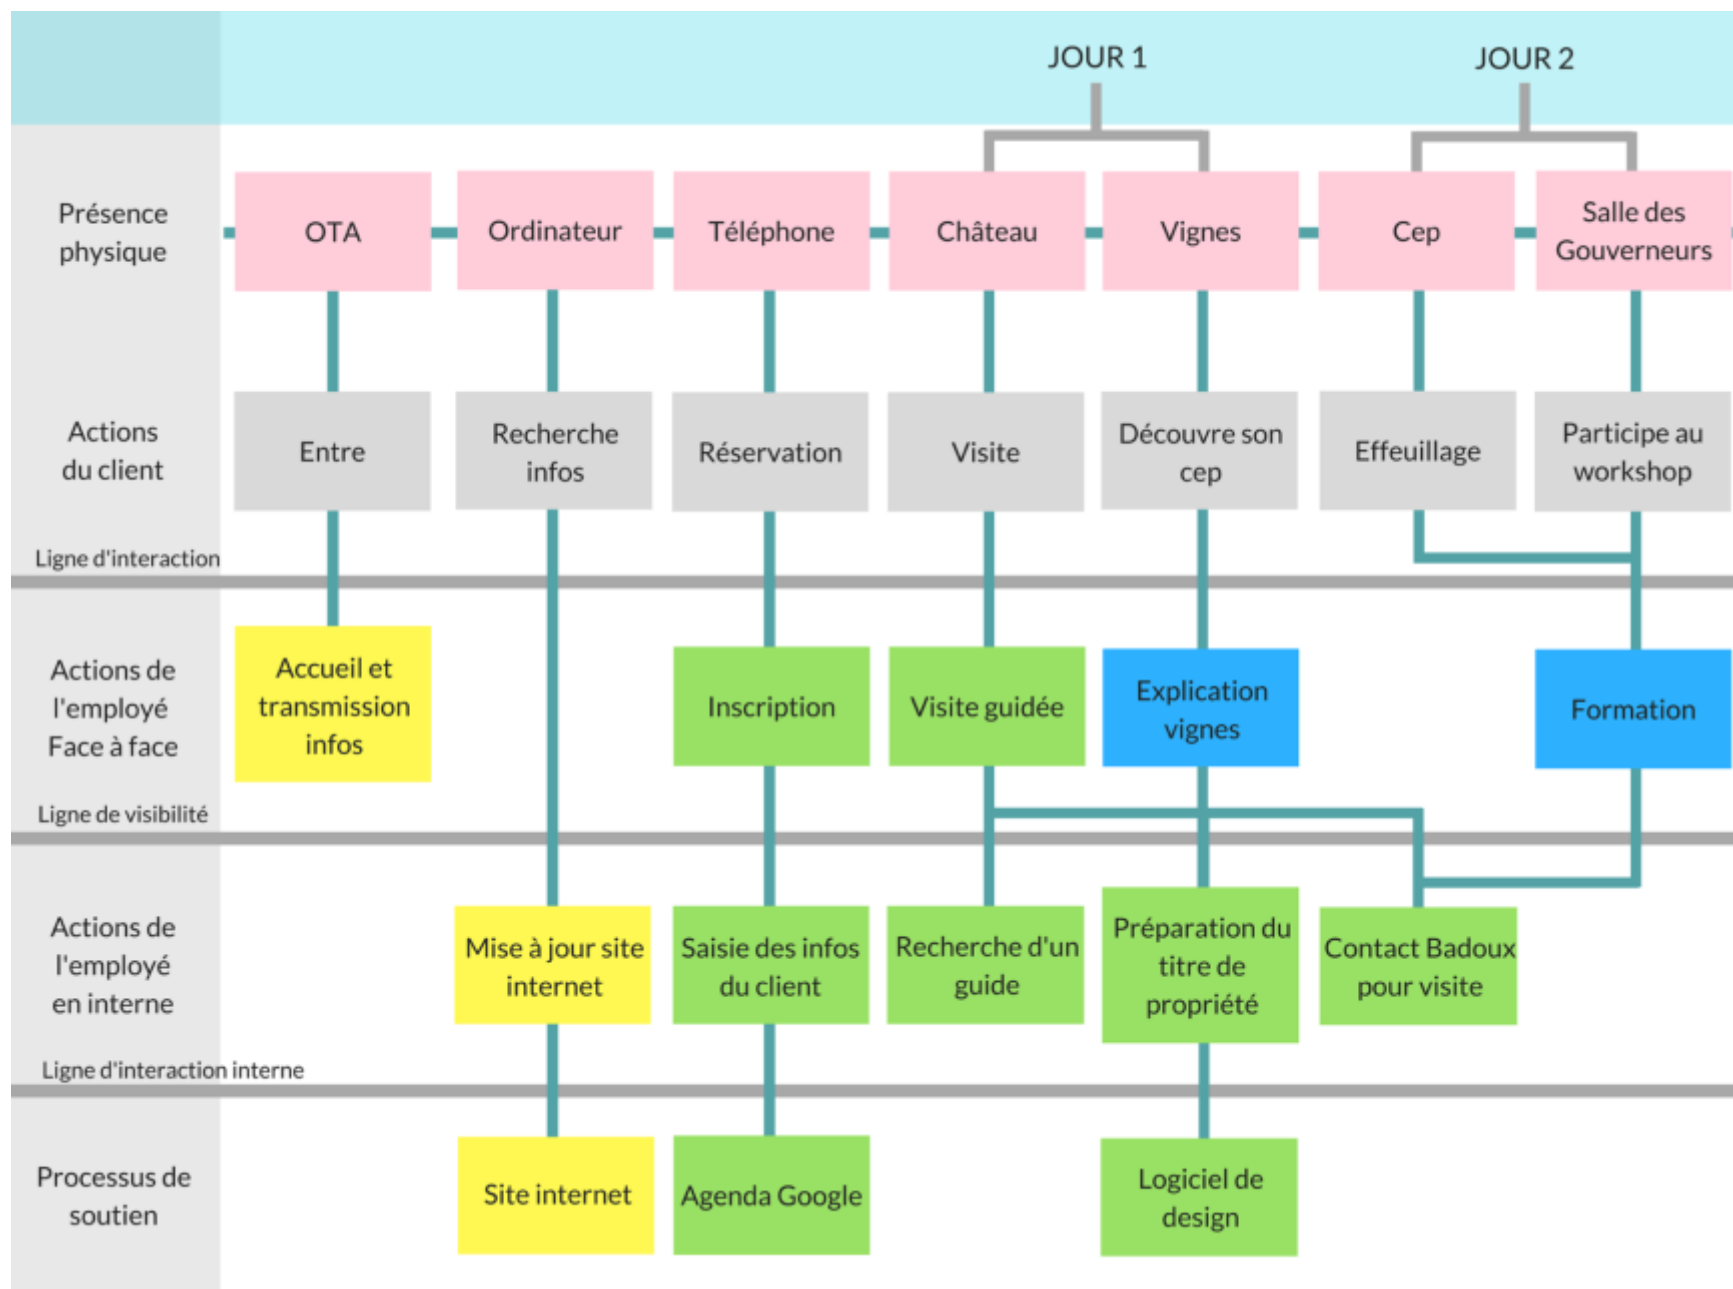 JOUR 1
JOUR 2
Présence
physique
OTA
Ordinateur
Téléphone
Château
Vignes
Cep
Salle des
Gouverneurs
Actions
du client
Entre
Recherche
infos
Réservation
Visite
Découvre son
cep
Effeuillage
Participe au
workshop
Ligne d'interaction
Actions de
l'employé
Face à face
Accueil et
transmission
infos
Inscription
Visite guidée
Explication
vignes
Formation
Ligne de visibilité
Actions de
l'employé
en interne
Mise à jour site
internet
Saisie des infos
du client
Recherche d'un
guide
Préparation du
titre de
propriété
Contact Badoux
pour visite
Ligne d'interaction interne
Processus de
soutien
Site internet
Agenda Google
Logiciel de
design